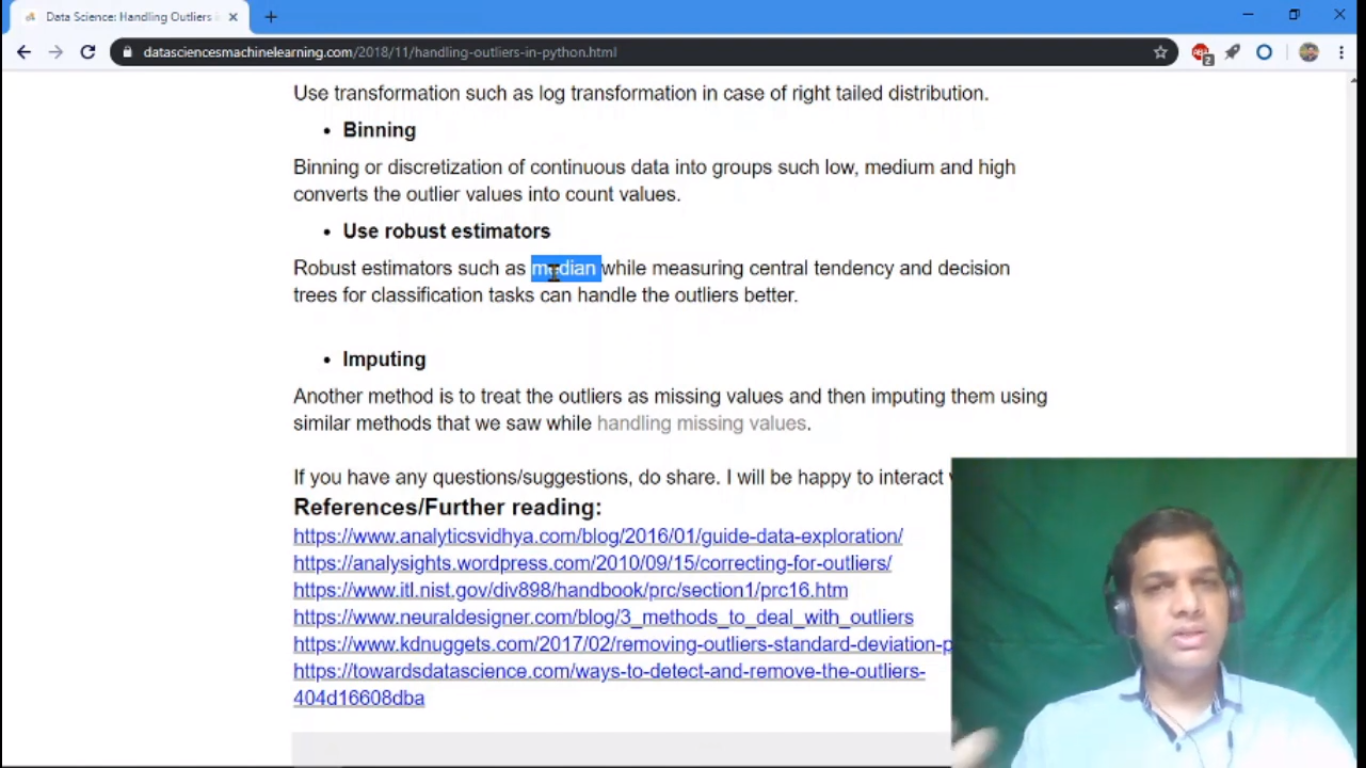 Data Science: Handling Outliers i
datasciencesmachinelearning.com/2018/11/handling-outliers-in-python.html
2
Use transformation such as log transformation in case of right tailed distribution.
• Binning
Binning or discretization of continuous data into groups such low, medium and high
converts the outlier values into count values.
• Use robust estimators
Robust estimators such as median while measuring central tendency and decision
trees for classification tasks can handle the outliers better.
• Imputing
Another method is to treat the outliers as missing values and then imputing them using
similar methods that we saw while handling missing values.
If you have any questions/suggestions, do share. I will be happy to interact
References/Further reading:
https://www.analyticsvidhya.com/blog/2016/01/guide-data-exploration/
https://analysights.wordpress.com/2010/09/15/correcting-for-outliers/
https://www.itl.nist.gov/div898/handbook/prc/section1/prc16.htm
https://www.neuraldesigner.com/blog/3_methods_to_deal_with_outliers
https://www.kdnuggets.com/2017/02/removing-outliers-standard-deviation-p
https://towardsdatascience.com/ways-to-detect-and-remove-the-outliers-
404d16608dba